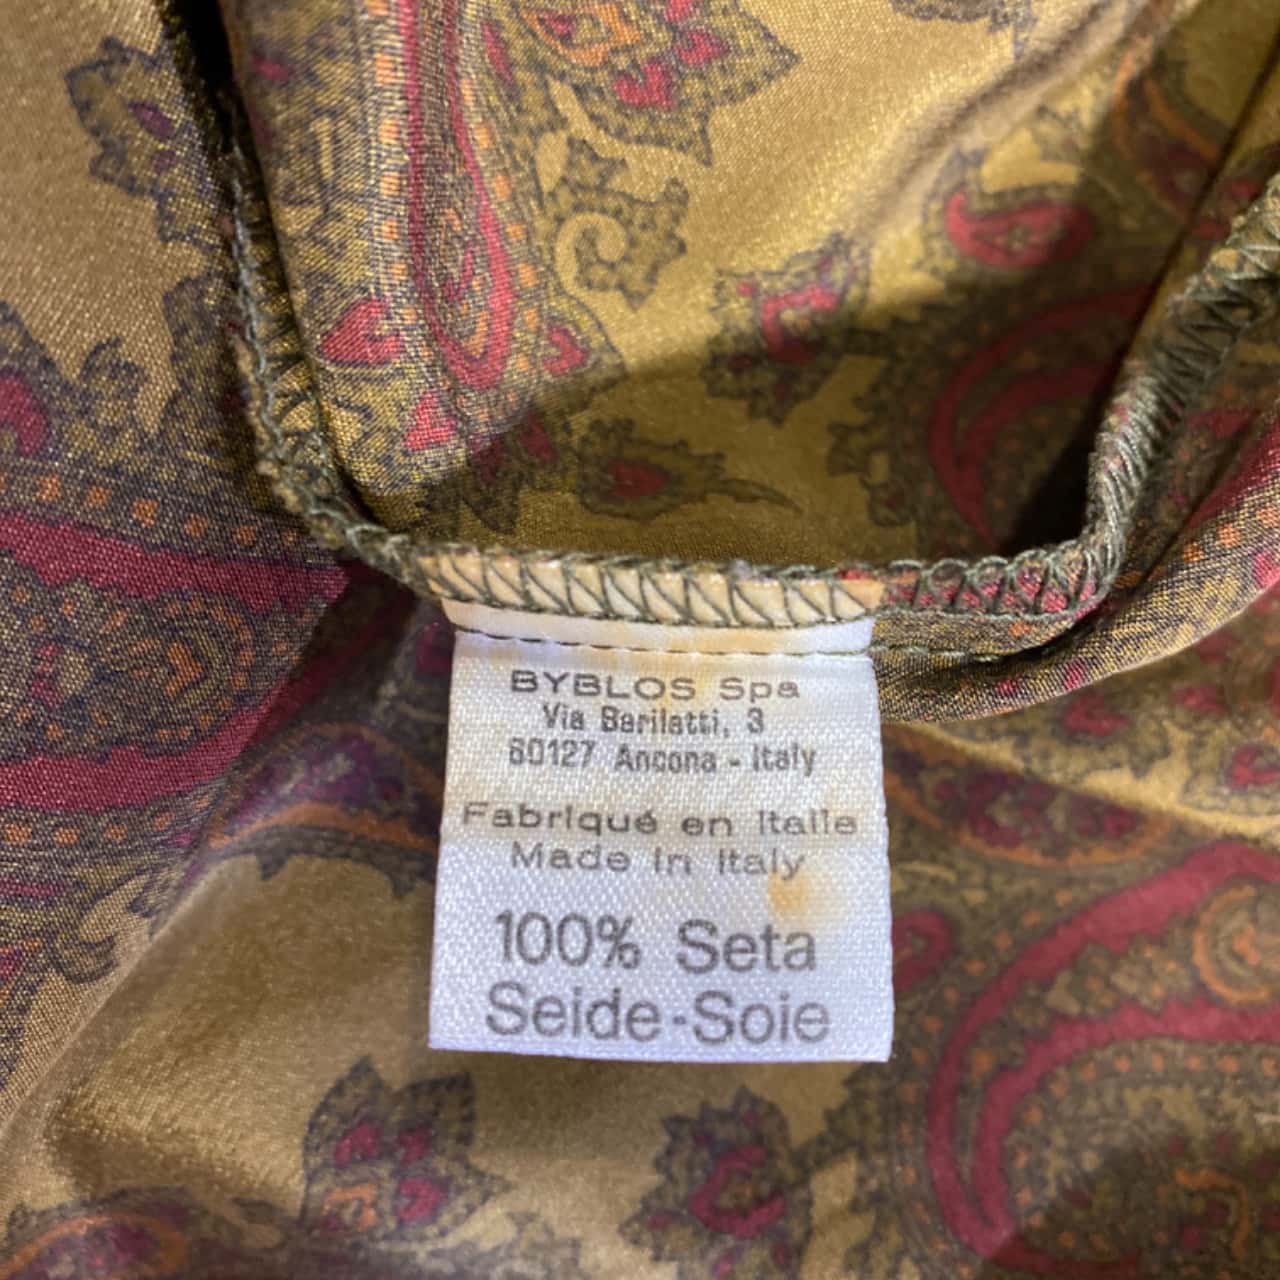 BYBLOS Spa
Via Barilatti, 3
60127 Ancona - Italy
Fabriqué en Italie
Made in Italy
100% Seta
Seide-Soie